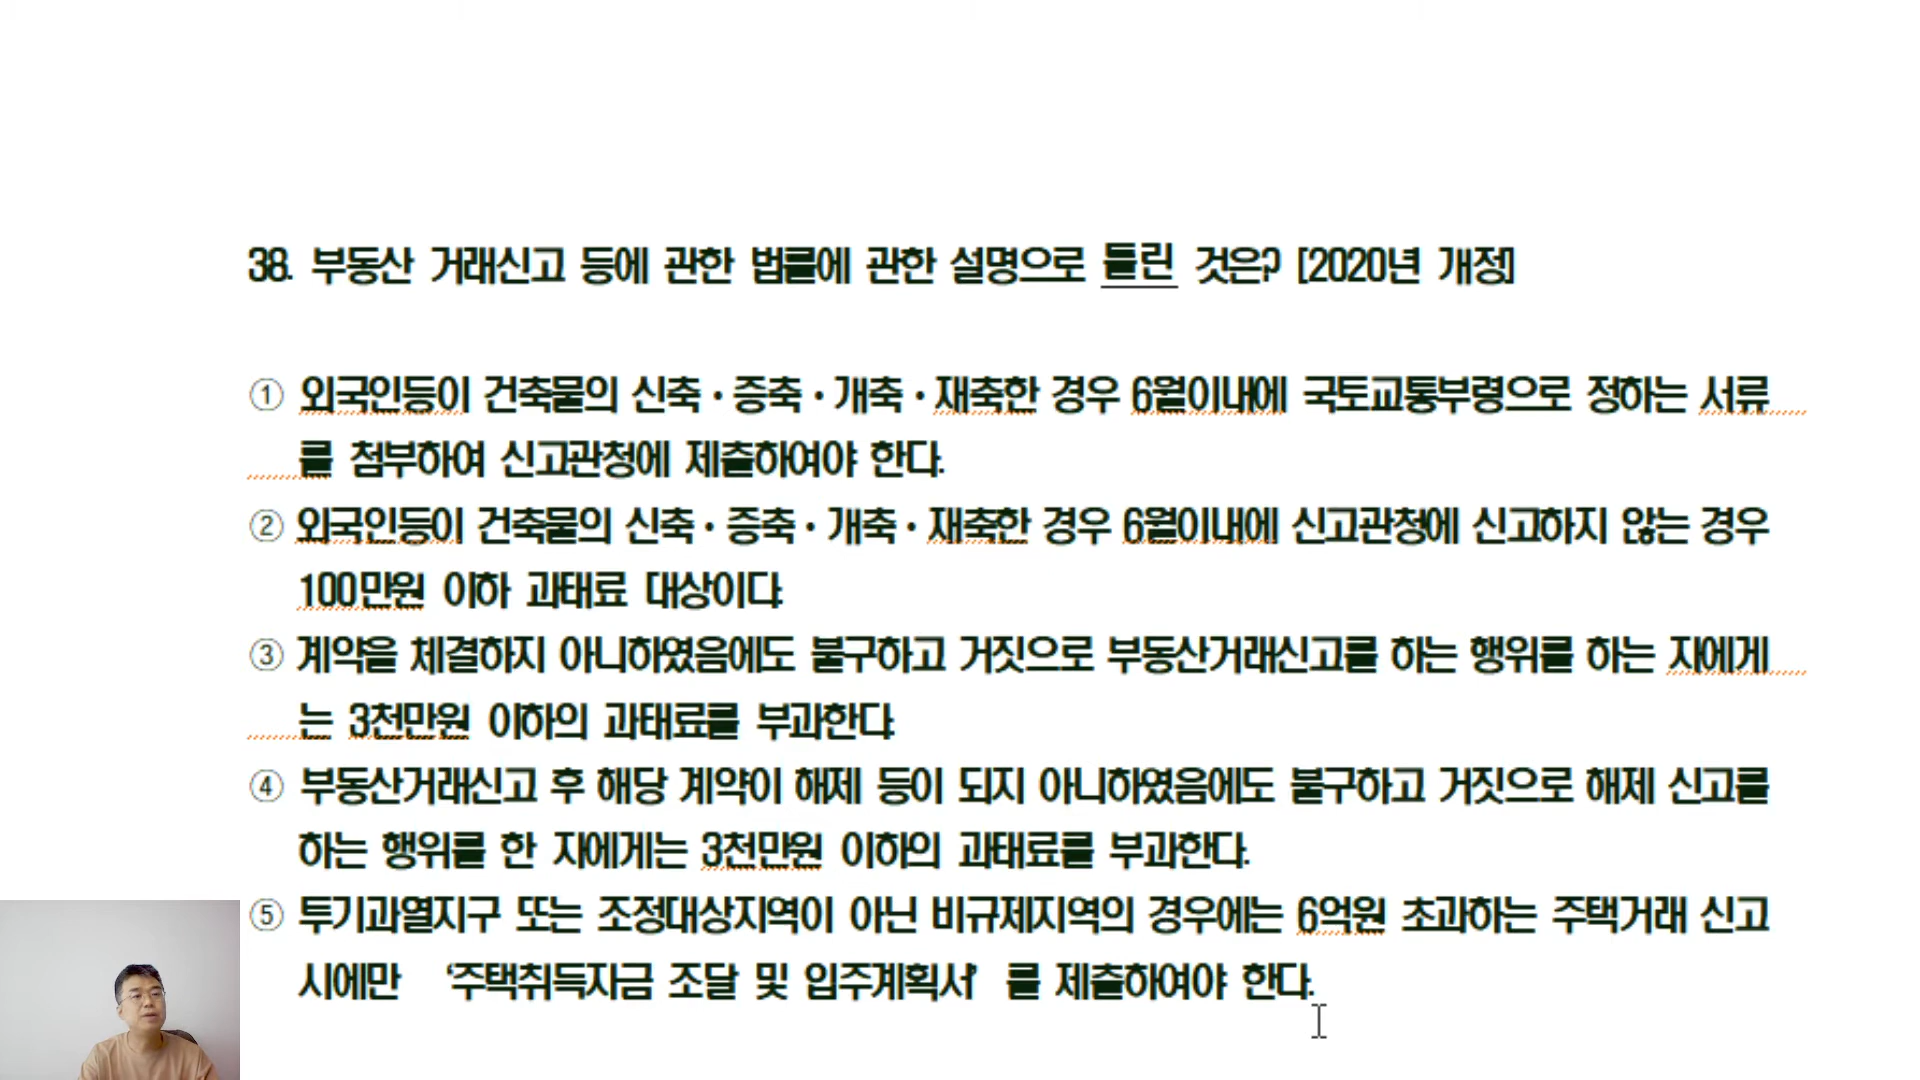 38. 부동산 거래신고 등에 관한 법률에 관한 설명으로 틀린 것은? [2020년 개정]
① 외국인등이 건축물의 신축·증축·개축·재축한 경우 6월이내에 국토교통부령으로 정하는 서류
를 첨부하여 신고관청에 제출하여야 한다.
② 외국인등이 건축물의 신축·증축·개축·재축한 경우 6월이내에 신고관청에 신고하지 않는 경우
100만원 이하 과태료 대상이다.
③ 계약을 체결하지 아니하였음에도 불구하고 거짓으로 부동산거래신고를 하는 행위를 하는 자에게
는 3천만원 이하의 과태료를 부과한다.
④ 부동산거래신고 후 해당 계약이 해제 등이 되지 아니하였음에도 불구하고 거짓으로 해제 신고를
하는 행위를 한 자에게는 3천만원 이하의 과태료를 부과한다.
⑤ 투기과열지구 또는 조정대상지역이 아닌 비규제지역의 경우에는 6억원 초과하는 주택거래 신고
시에만 '주택취득자금 조달 및 입주계획서' 를 제출하여야 한다.